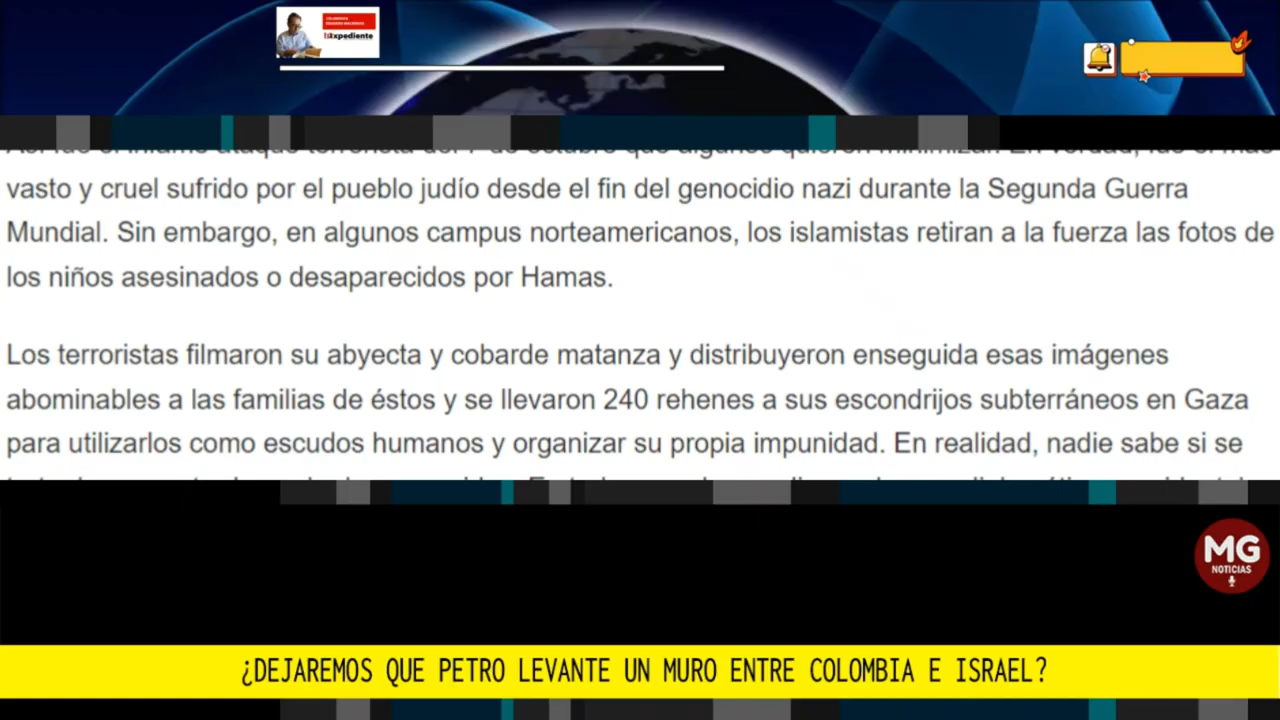 Expediente
vasto y cruel sufrido por el pueblo judío desde el fin del genocidio nazi durante la Segunda Guerra
Mundial. Sin embargo, en algunos campus norteamericanos, los islamistas retiran a la fuerza las fotos de
los niños asesinados o desaparecidos por Hamas.
Los terroristas filmaron su abyecta y cobarde matanza y distribuyeron enseguida esas imágenes
abominables a las familias de éstos y se llevaron 240 rehenes a sus escondrijos subterráneos en Gaza
para utilizarlos como escudos humanos y organizar su propia impunidad. En realidad, nadie sabe si se
MG
NOTICIAS
¿DEJAREMOS QUE PETRO LEVANTE UN MURO ENTRE COLOMBIA E ISRAEL?